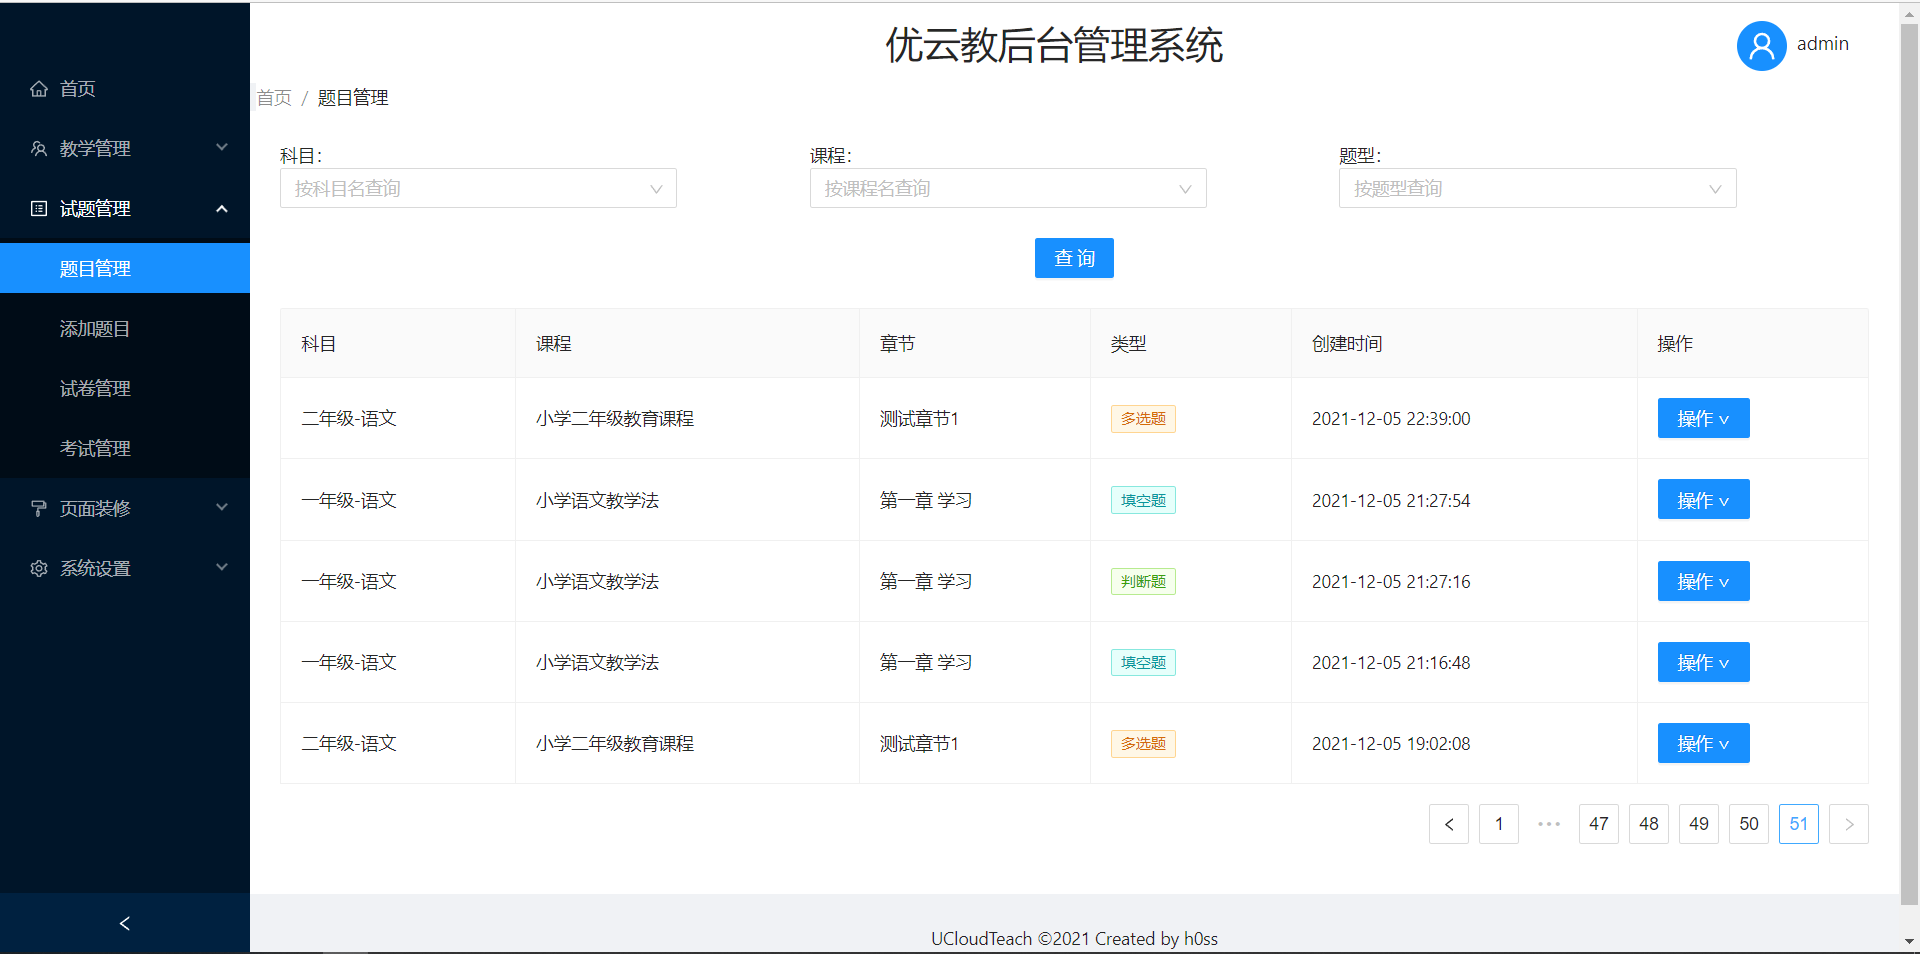 优云教后台管理系统
admin
首页
教学管理
试题管理
题目管理
添加题目
试卷管理
考试管理
页面装修
系统设置
首页 / 题目管理
科目: 课程: 题型:
按科目名查询 按课程名查询 按题型查询
查 询
科目 课程 章节 类型 创建时间 操作
二年级-语文 小学二年级教育课程 测试章节1 多选题 2021-12-05 22:39:00 操作
一年级-语文 小学语文教学法 第一章 学习 填空题 2021-12-05 21:27:54 操作
一年级-语文 小学语文教学法 第一章 学习 判断题 2021-12-05 21:27:16 操作
一年级-语文 小学语文教学法 第一章 学习 填空题 2021-12-05 21:16:48 操作
二年级-语文 小学二年级教育课程 测试章节1 多选题 2021-12-05 19:02:08 操作
< 1 ••• 47 48 49 50 51 >
UCloudTeach ©2021 Created by h0ss